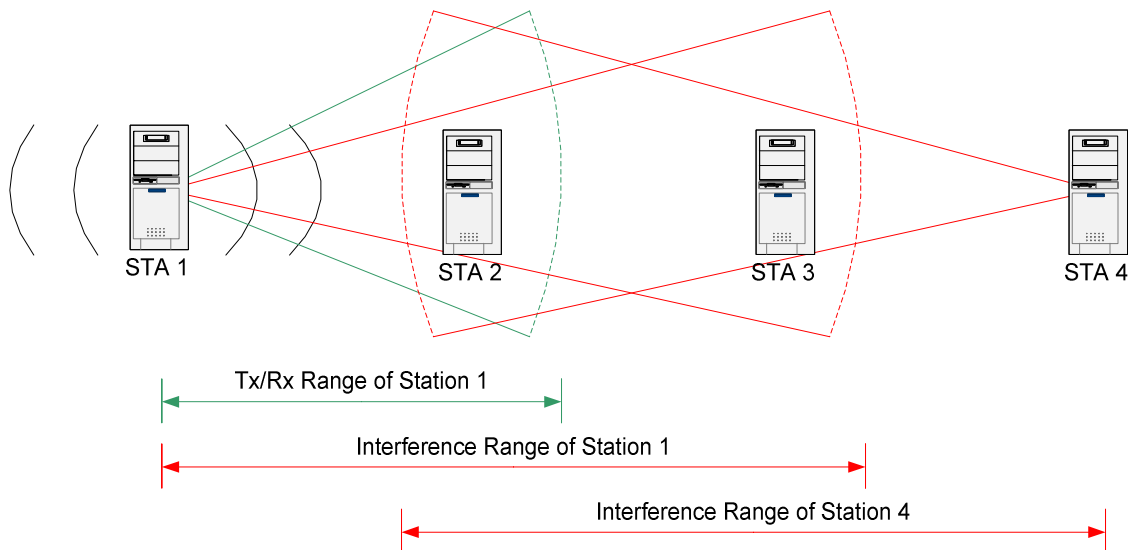 STA 1
STA 2
STA 3
STA 4
Tx/Rx Range of Station 1
Interference Range of Station 1
Interference Range of Station 4